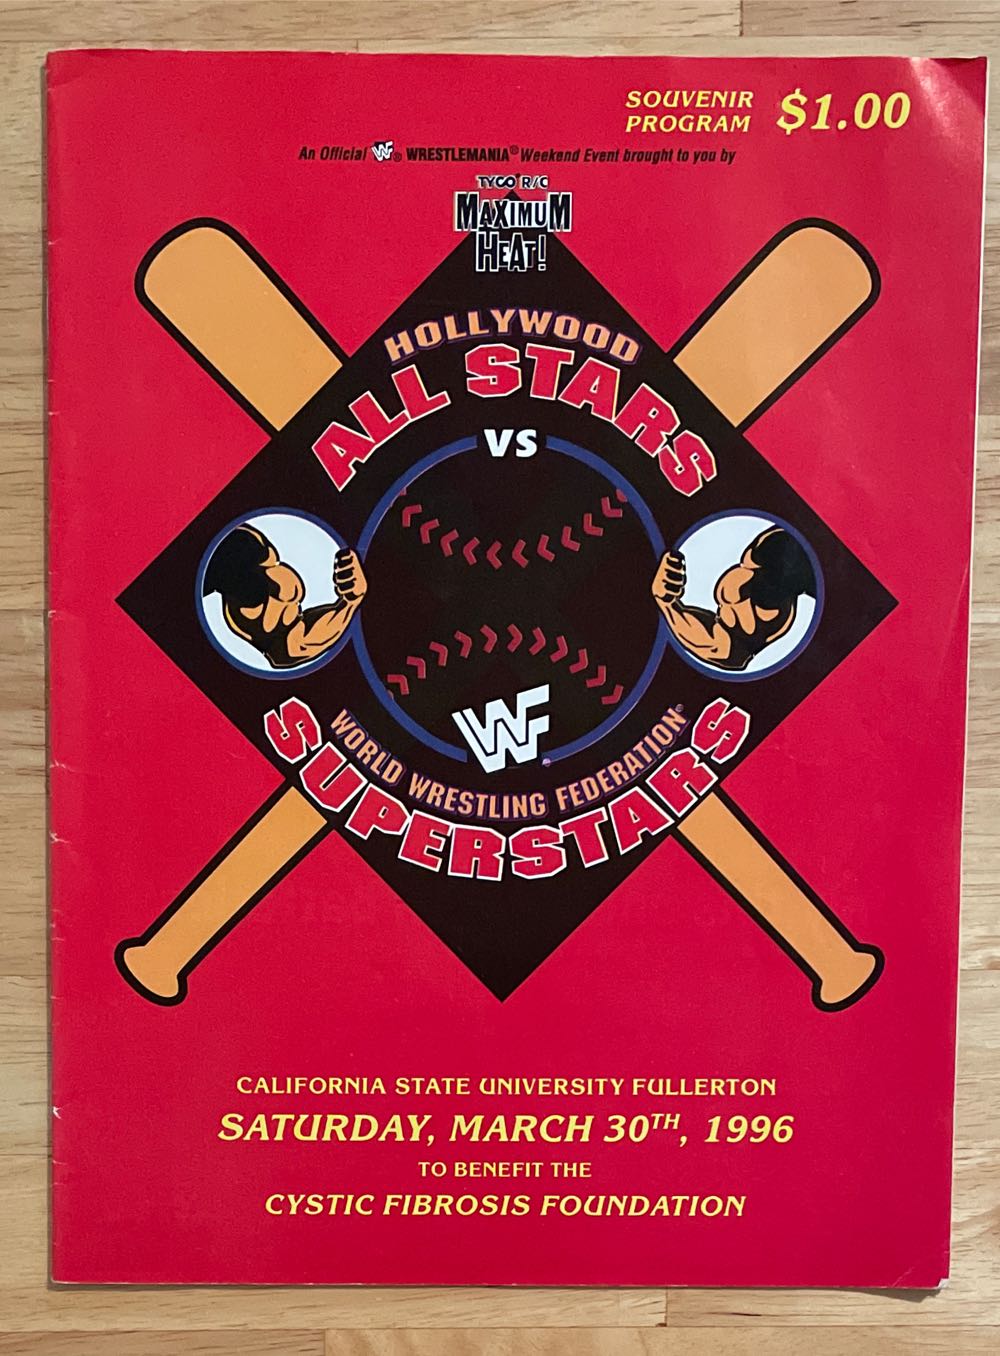 SOUVENIR
PROGRAM
$1.00
An Official WF® WRESTLEMANIA® Weekend Event brought to you by
TYCO® R/C
MAXIMUM
HEAT!
HOLLYWOOD
ALL STARS
VS
WF®
WORLD WRESTLING FEDERATION®
SUPERSTARS
CALIFORNIA STATE UNIVERSITY FULLERTON
SATURDAY, MARCH 30TH, 1996
TO BENEFIT THE
CYSTIC FIBROSIS FOUNDATION